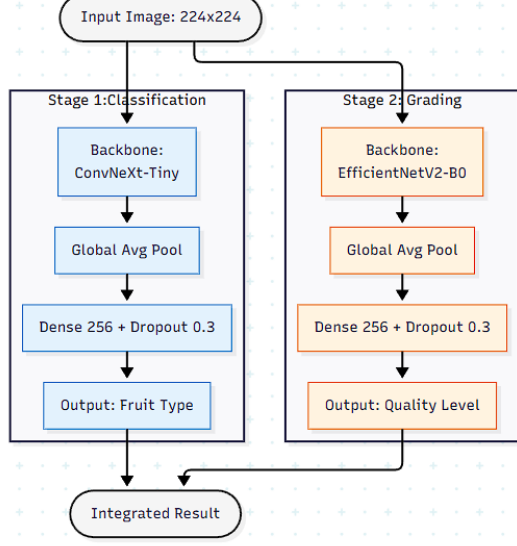 Input Image: 224x224
Stage 1:Classification
Backbone:
ConvNeXt-Tiny
Global Avg Pool
Dense 256 + Dropout 0.3
Output: Fruit Type
Stage 2: Grading
Backbone:
EfficientNetV2-B0
Global Avg Pool
Dense 256 + Dropout 0.3
Output: Quality Level
Integrated Result